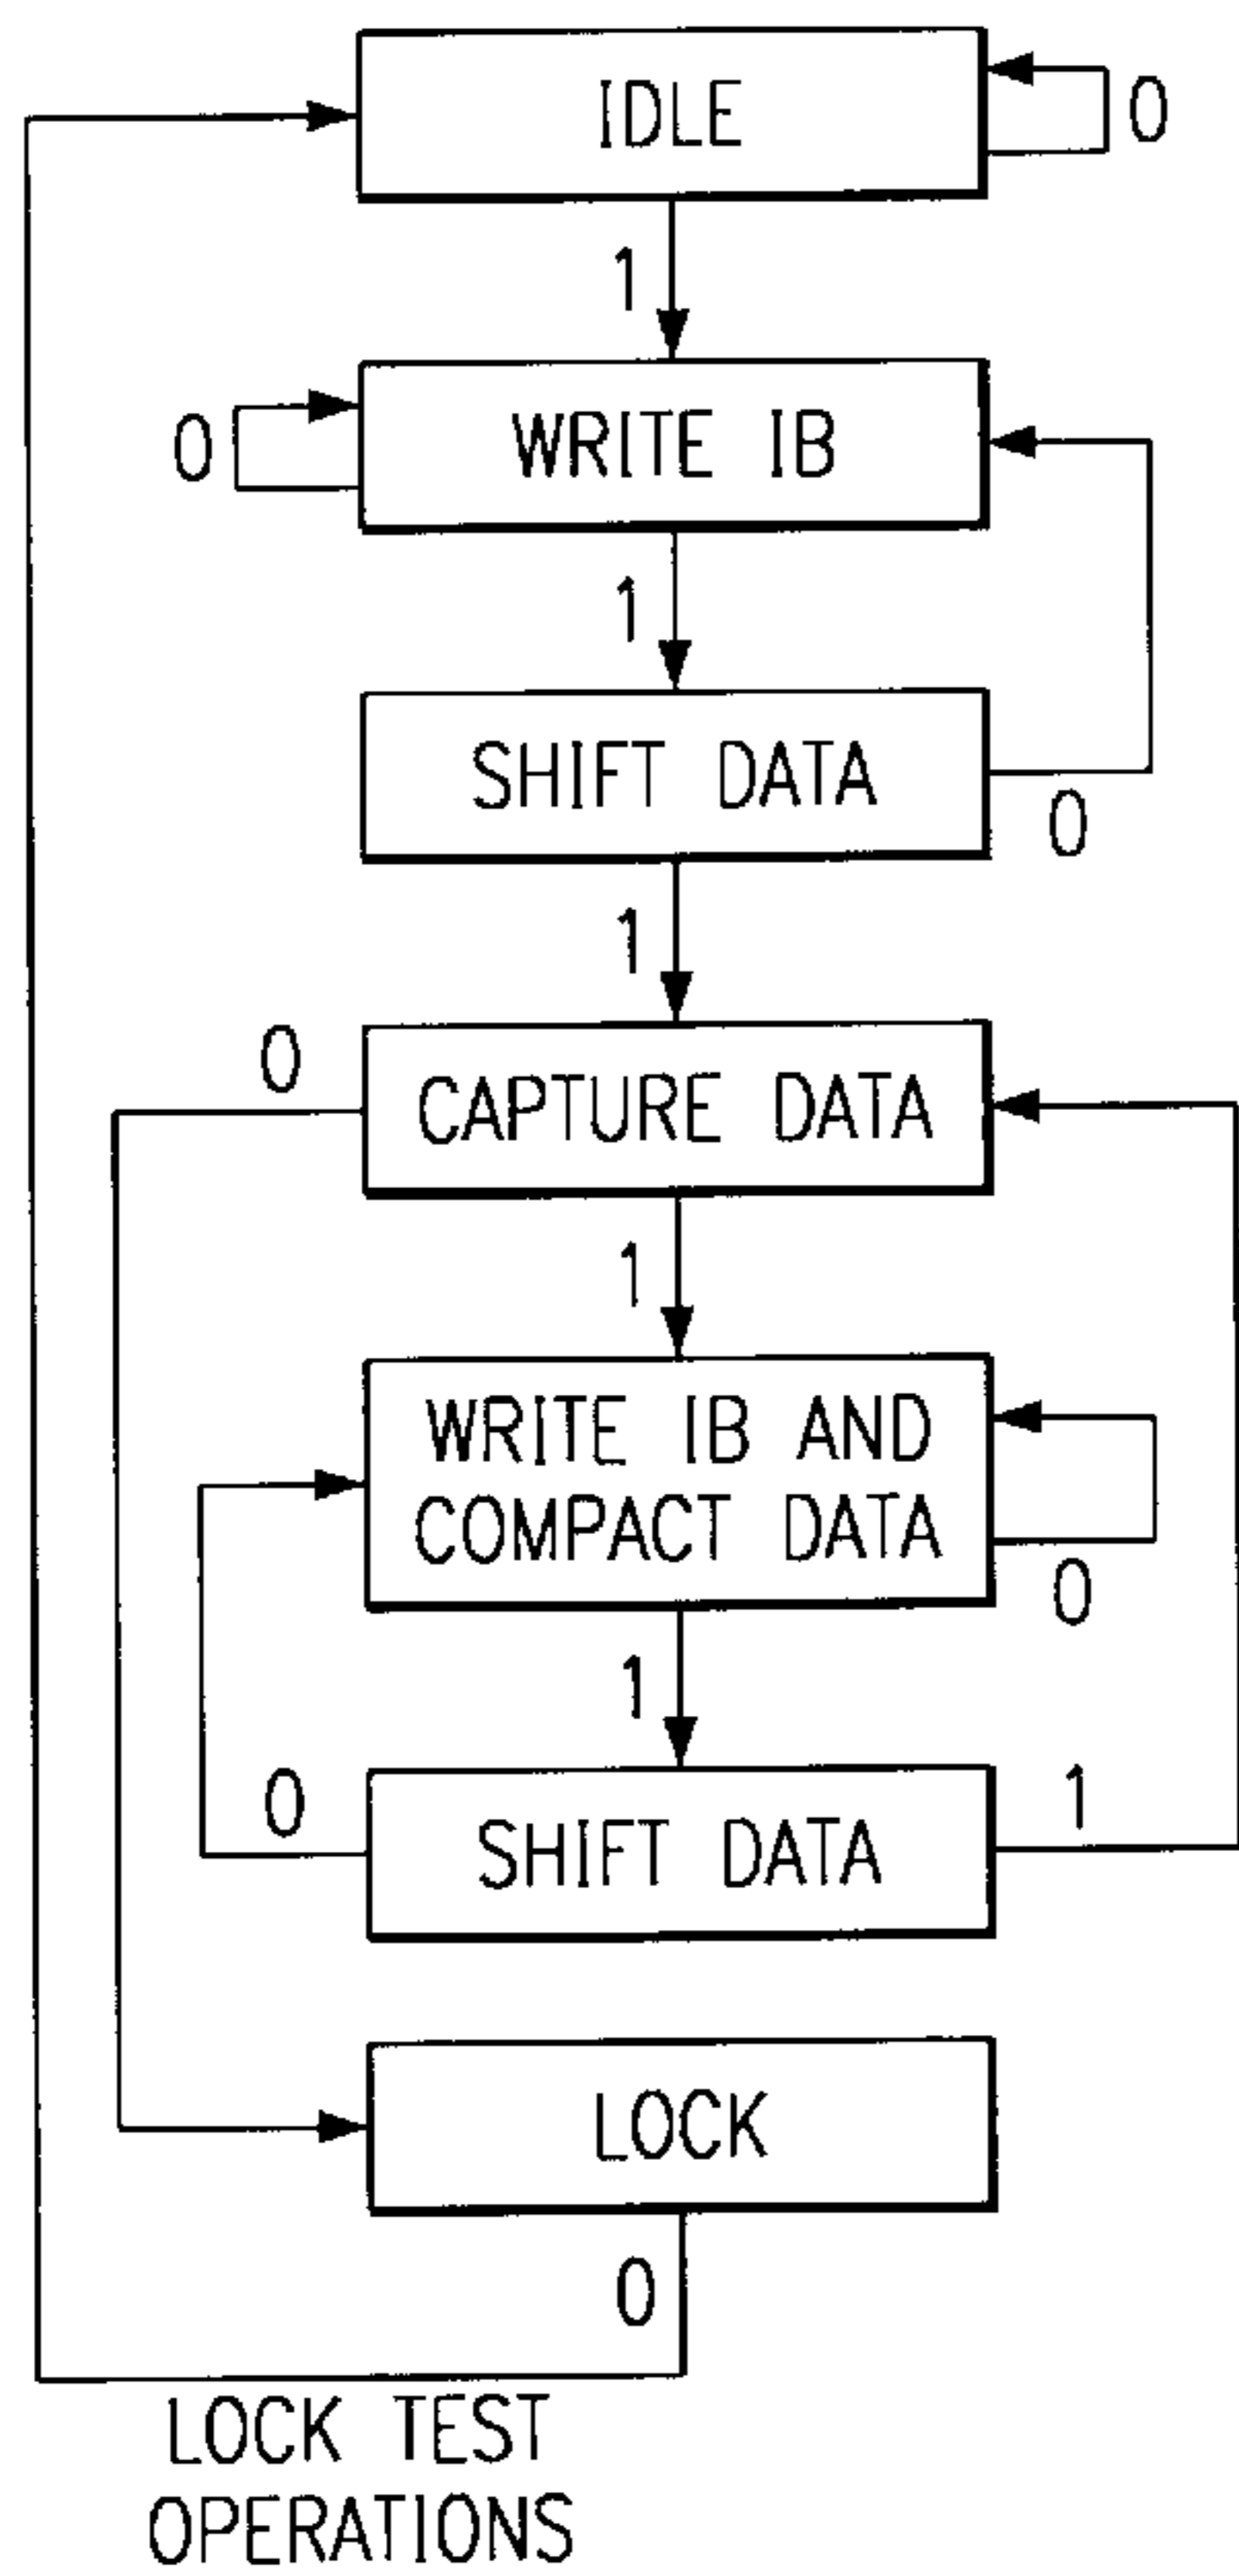 IDLE
0
1
WRITE IB
0
1
SHIFT DATA
0
1
0
CAPTURE DATA
1
WRITE IB AND
COMPACT DATA
0
1
0
1
SHIFT DATA
LOCK
0
LOCK TEST
OPERATIONS